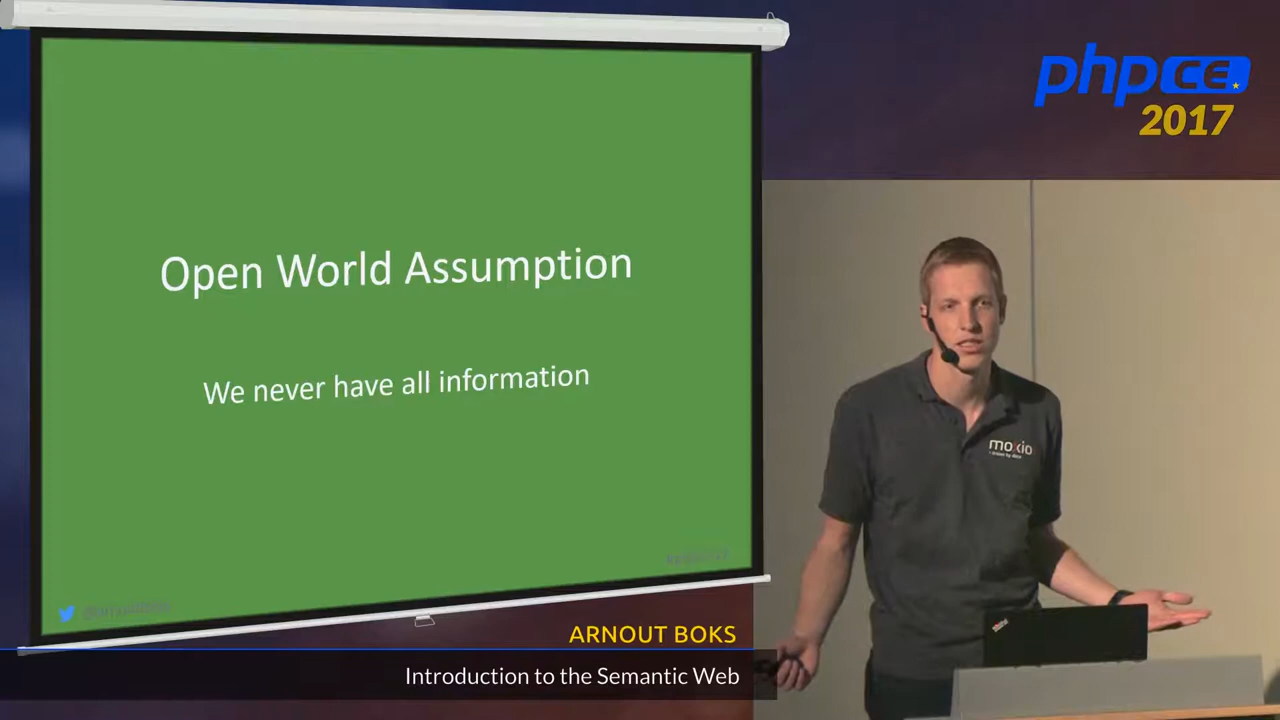 Open World Assumption
We never have all information
phpce
2017
moxio
ARNOUT BOKS
Introduction to the Semantic Web